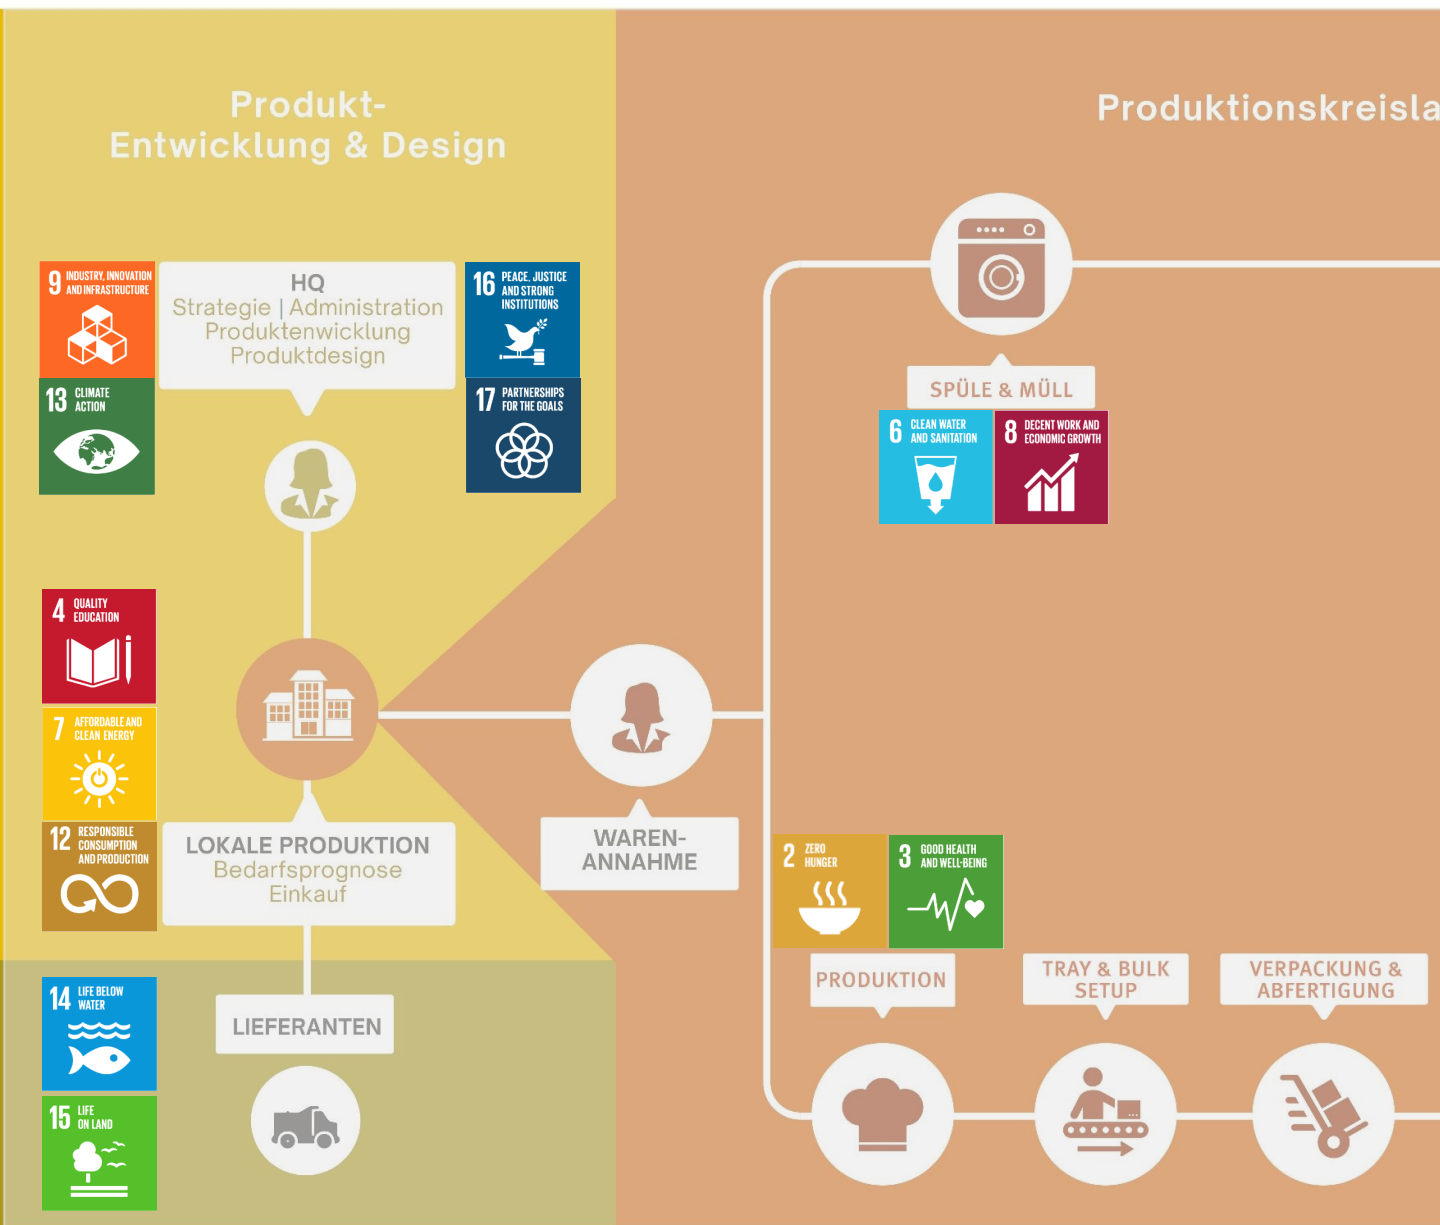 Produkt-
Entwicklung & Design
Produktionskreisla
9 INDUSTRY, INNOVATION
AND INFRASTRUCTURE
HQ
Strategie | Administration
Produktenwicklung
Produktdesign
16 PEACE, JUSTICE
AND STRONG
INSTITUTIONS
13 CLIMATE
ACTION
17 PARTNERSHIPS
FOR THE GOALS
SPÜLE & MÜLL
6 CLEAN WATER
AND SANITATION
8 DECENT WORK AND
ECONOMIC GROWTH
4 QUALITY
EDUCATION
7 AFFORDABLE AND
CLEAN ENERGY
12 RESPONSIBLE
CONSUMPTION
AND PRODUCTION
LOKALE PRODUKTION
Bedarfsprognose
Einkauf
WAREN-
ANNAHME
2 ZERO
HUNGER
3 GOOD HEALTH
AND WELL-BEING
PRODUKTION
TRAY & BULK
SETUP
VERPACKUNG &
ABFERTIGUNG
14 LIFE BELOW
WATER
LIEFERANTEN
15 LIFE
ON LAND